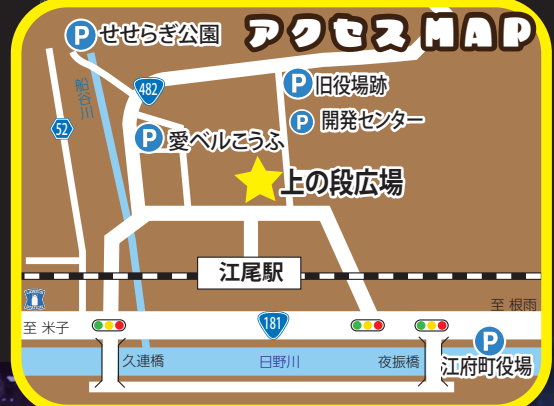 アクセスMAP
P せせらぎ公園
482
P 旧役場跡
船谷川
52
P 開発センター
P 愛ベルこうふ
上の段広場
江尾駅
至 根雨
181
至 米子
P
久連橋
日野川
夜振橋
江府町役場